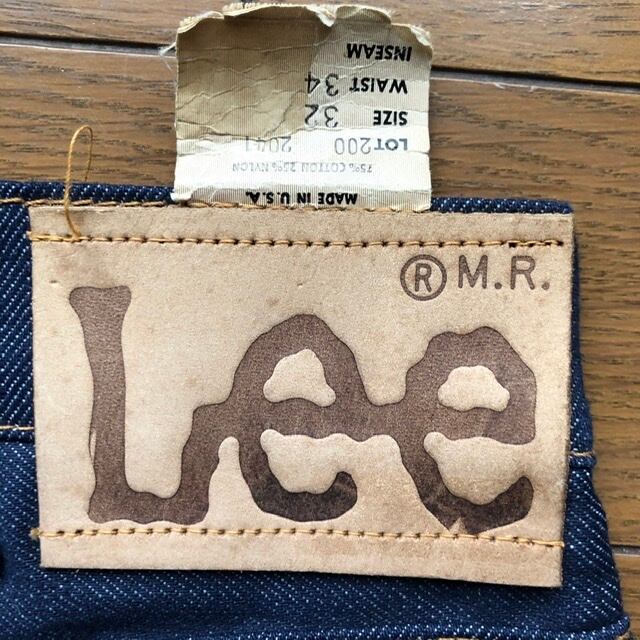 MADE IN U.S.A.
75% COTTON 25% NYLON
LOT200 2041
SIZE 32
WAIST 34
INSEAM
® M.R.
Lee